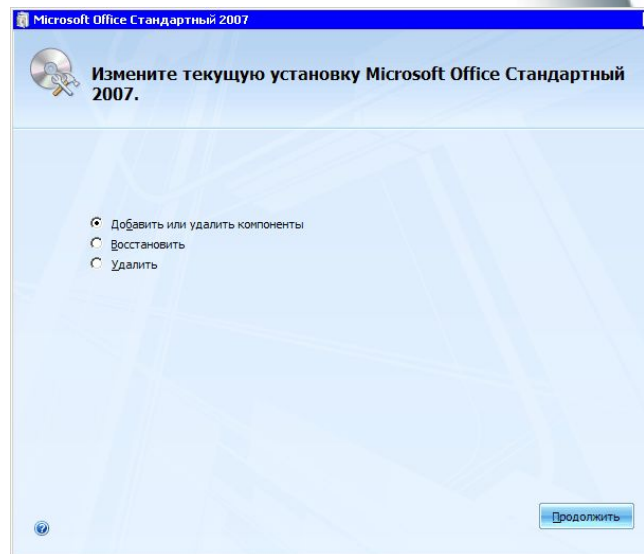 Microsoft Office Стандартный 2007
Измените текущую установку Microsoft Office Стандартный
2007.
Добавить или удалить компоненты
Восстановить
Удалить
Продолжить